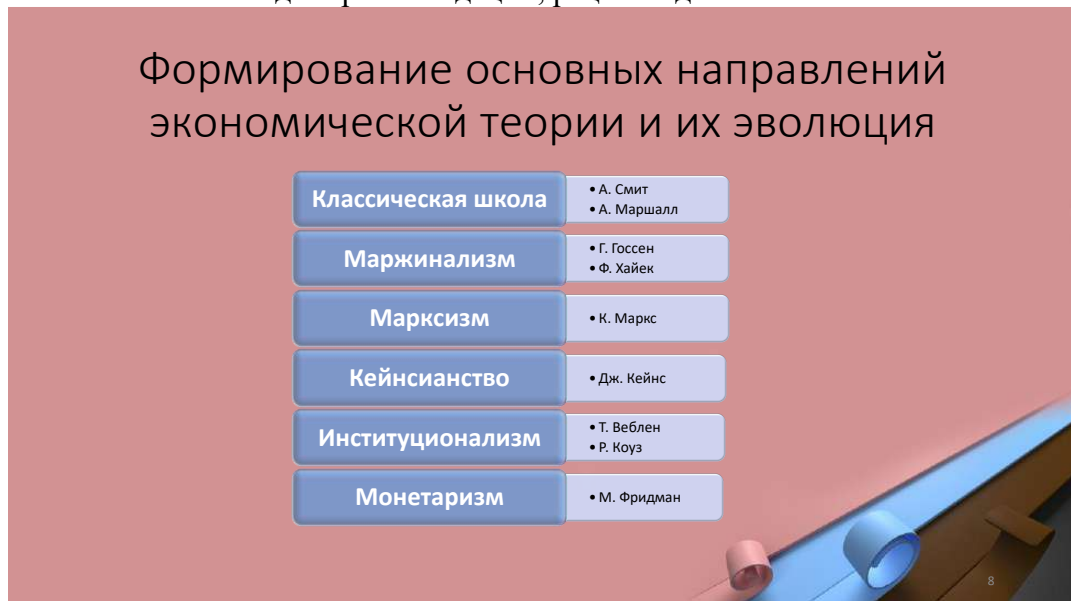 Формирование основных направлений
экономической теории и их эволюция
Классическая школа
• А. Смит
• А. Маршалл
Маржинализм
• Г. Госсен
• Ф. Хайек
Марксизм
• К. Маркс
Кейнсианство
• Дж. Кейнс
Институционализм
• Т. Веблен
• Р. Коуз
Монетаризм
• М. Фридман
8